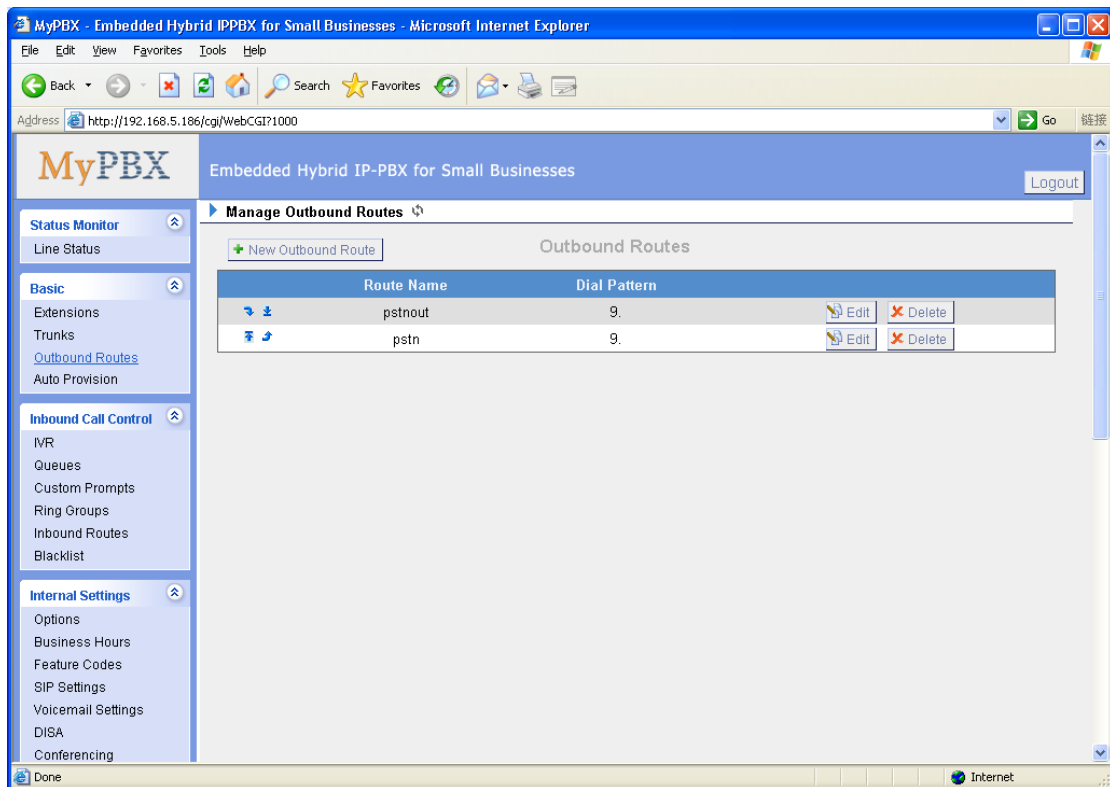 MyPBX - Embedded Hybrid IPPBX for Small Businesses - Microsoft Internet Explorer
File Edit View Favorites Tools Help
Back Search Favorites
Address http://192.168.5.186/cgi/WebCGI?1000 Go 链接
MyPBX
Embedded Hybrid IP-PBX for Small Businesses
Logout
Manage Outbound Routes
New Outbound Route
Outbound Routes
Route Name Dial Pattern
pstnout 9. Edit Delete
pstn 9. Edit Delete
Status Monitor
Line Status
Basic
Extensions
Trunks
Outbound Routes
Auto Provision
Inbound Call Control
IVR
Queues
Custom Prompts
Ring Groups
Inbound Routes
Blacklist
Internal Settings
Options
Business Hours
Feature Codes
SIP Settings
Voicemail Settings
DISA
Conferencing
Done
Internet